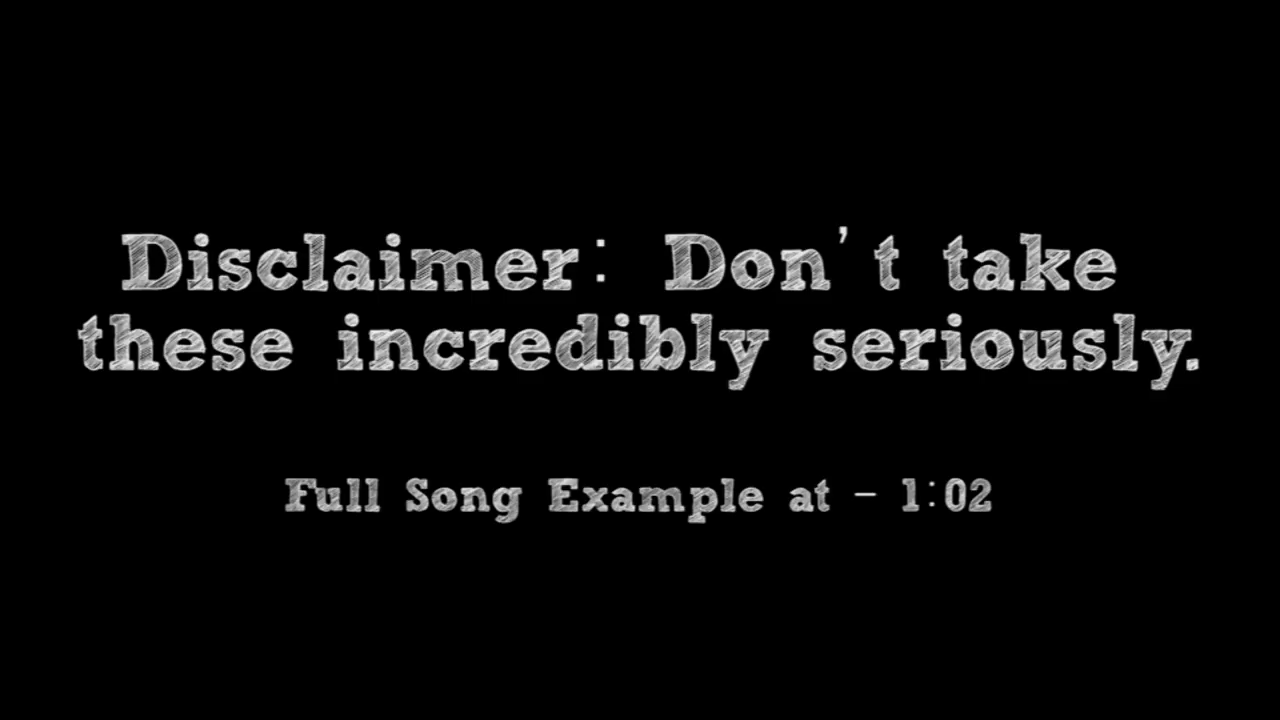 Disclaimer: Don't take
these incredibly seriously.
Full Song Example at - 1:02